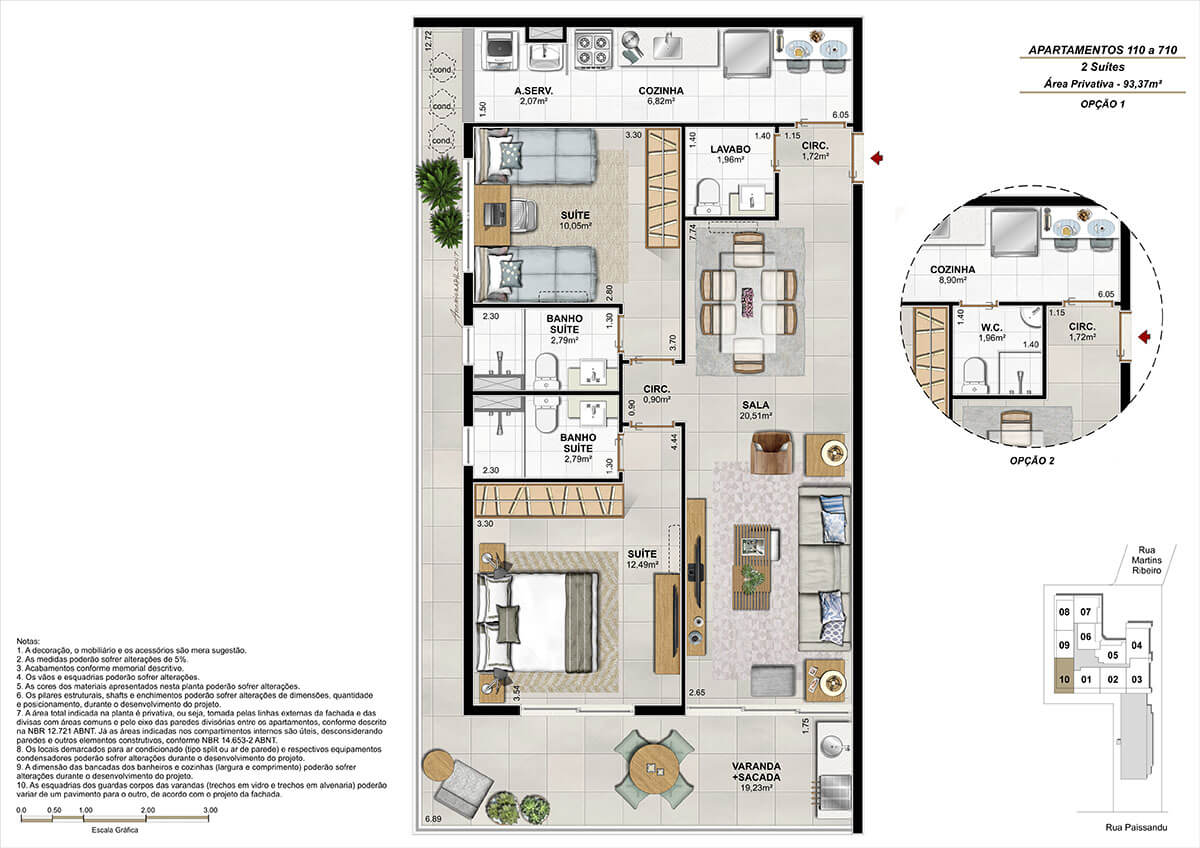 APARTAMENTOS 110 a 710
2 Suítes
Área Privativa - 93,37m²
OPÇÃO 1
12.72
cond.
cond.
cond.
A.SERV.
2,07m²
1.50
COZINHA
6,82m²
6.05
3.30
SUÍTE
10,05m²
2.80
1.40
1.40
LAVABO
1,96m²
1.15
CIRC.
1,72m²
7.74
2.30
BANHO
SUÍTE
2,79m²
1.30
3.70
CIRC.
0,90m²
0.90
SALA
20,51m²
4.44
BANHO
SUÍTE
2,79m²
2.30
1.30
3.30
SUÍTE
12,49m²
3.54
2.65
1.75
VARANDA
+SACADA
19,23m²
6.89
COZINHA
8,90m²
6.05
1.40
W.C.
1,96m²
1.40
1.15
CIRC.
1,72m²
OPÇÃO 2
Rua
Martins
Ribeiro
08
07
06
09
05
04
10
01
02
03
Rua Paissandu
Notas:
1. A decoração, o mobiliário e os acessórios são mera sugestão.
2. As medidas poderão sofrer alterações de 5%.
3. Acabamentos conforme memorial descritivo.
4. Os vãos e esquadrias poderão sofrer alterações.
5. As cores dos materiais apresentados nesta planta poderão sofrer alterações.
6. Os pilares estruturais, shafts e enchimentos poderão sofrer alterações de dimensões, quantidade
e posicionamento, durante o desenvolvimento do projeto.
7. A área total indicada na planta é privativa, ou seja, tomada pelas linhas externas da fachada e das
divisas com áreas comuns e pelo eixo das paredes divisórias entre os apartamentos, conforme descrito
na NBR 12.721 ABNT. Já as áreas indicadas nos compartimentos internos são úteis, desconsiderando
paredes e outros elementos construtivos, conforme NBR 14.653-2 ABNT.
8. Os locais demarcados para ar condicionado (tipo split ou ar de parede) e respectivos equipamentos
condensadores poderão sofrer alterações durante o desenvolvimento do projeto.
9. A dimensão das bancadas dos banheiros e cozinhas (largura e comprimento) poderão sofrer
alterações durante o desenvolvimento do projeto.
10. As esquadrias dos guardas corpos das varandas (trechos em vidro e trechos em alvenaria) poderão
variar de um pavimento para o outro, de acordo com o projeto da fachada.
0.0 0.50 1.00 2.00 3.00
Escala Gráfica